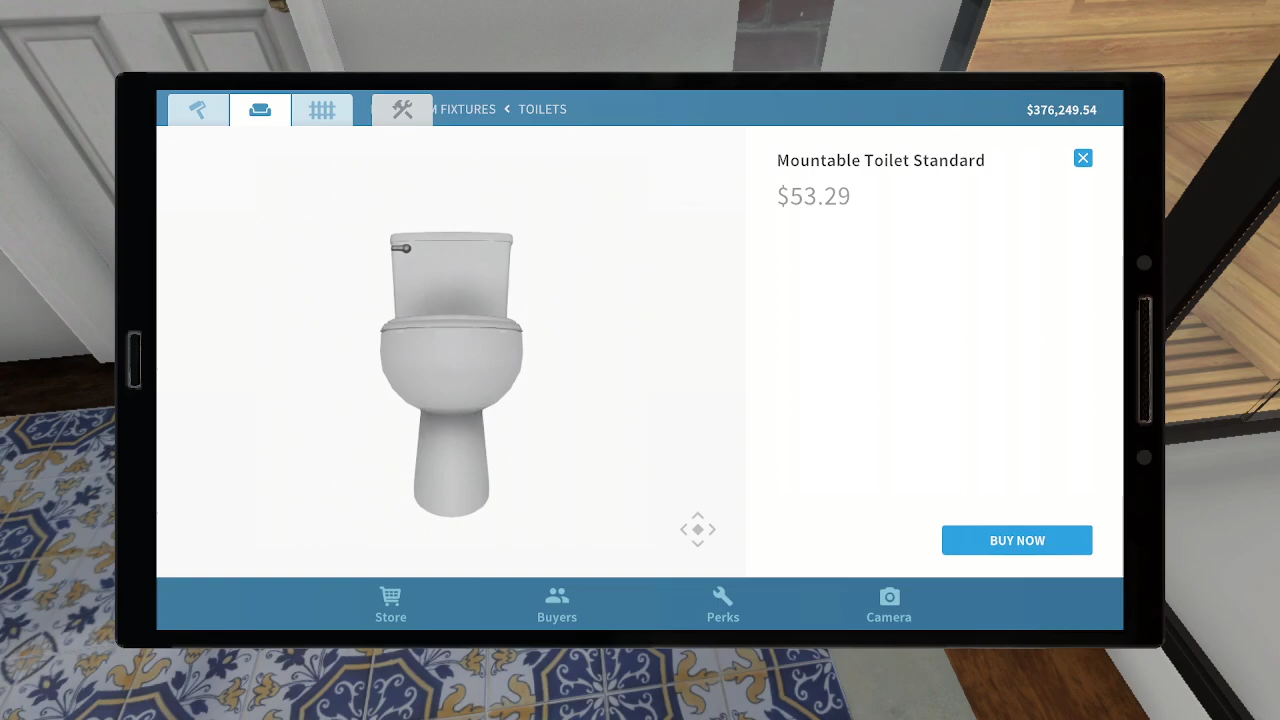 M FIXTURES < TOILETS
$376,249.54
Mountable Toilet Standard
$53.29
BUY NOW
Store
Buyers
Perks
Camera